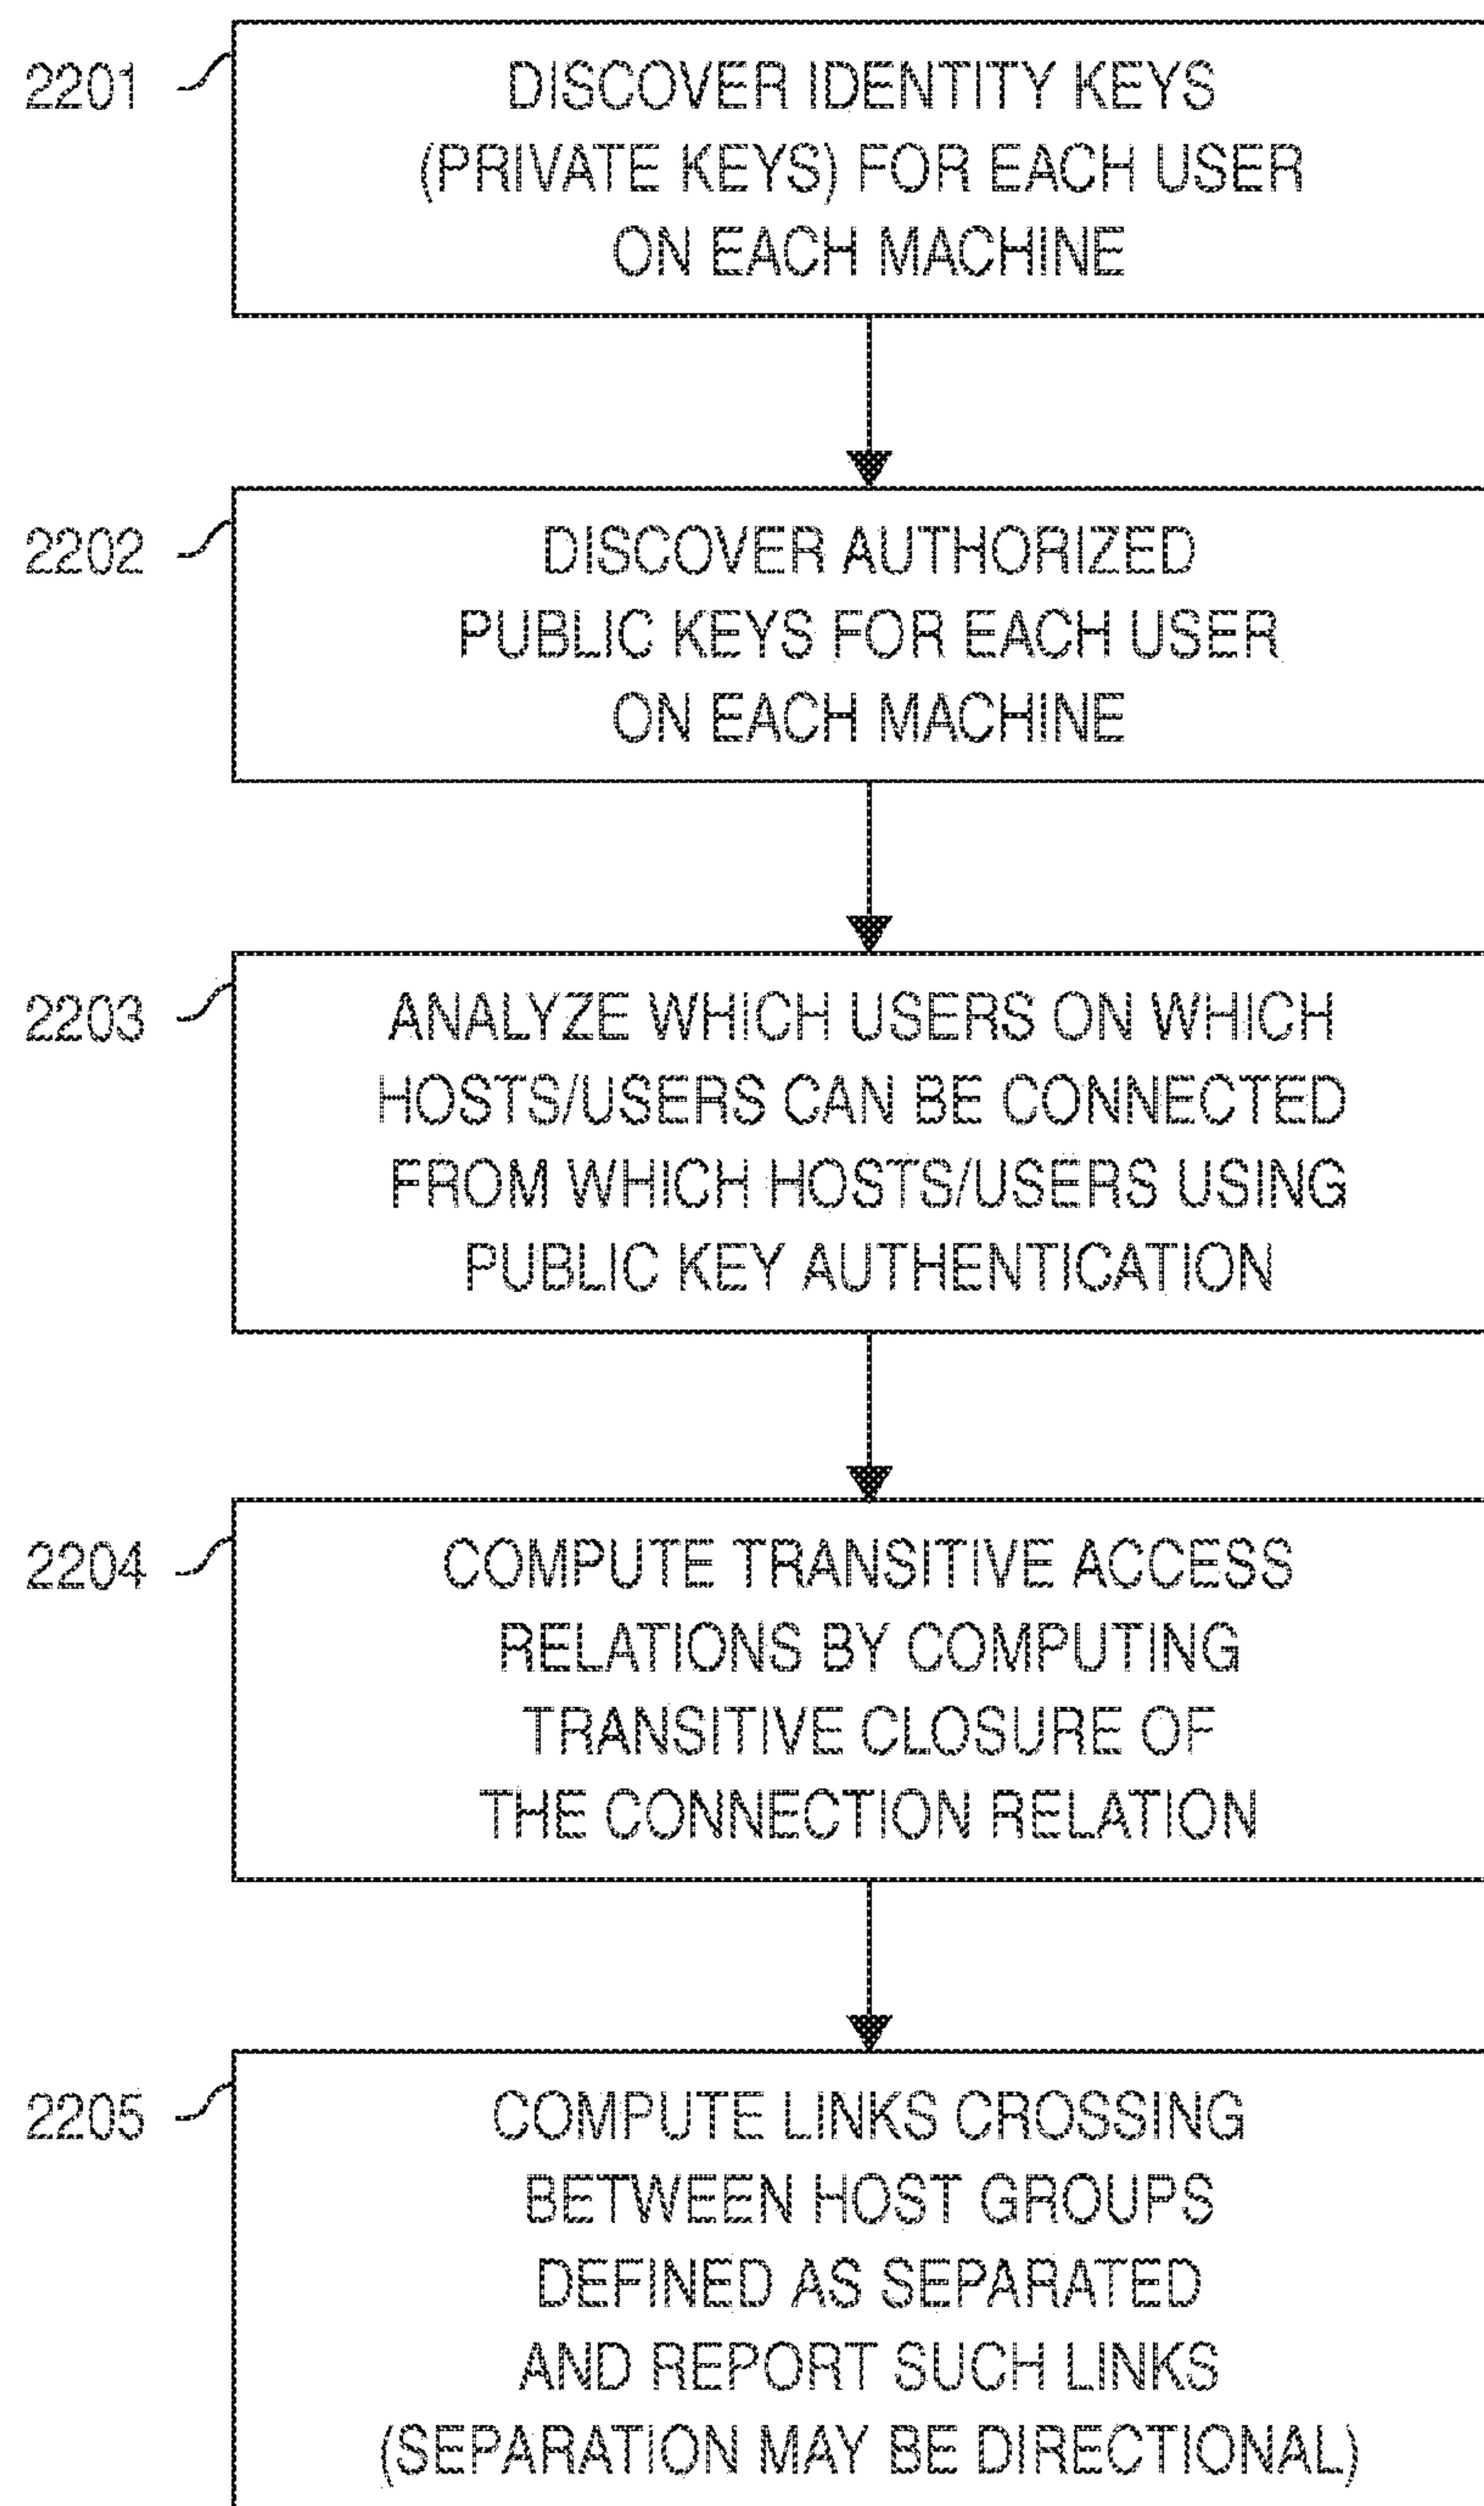 2201
DISCOVER IDENTITY KEYS
(PRIVATE KEYS) FOR EACH USER
ON EACH MACHINE
2202
DISCOVER AUTHORIZED
PUBLIC KEYS FOR EACH USER
ON EACH MACHINE
2203
ANALYZE WHICH USERS ON WHICH
HOSTS/USERS CAN BE CONNECTED
FROM WHICH HOSTS/USERS USING
PUBLIC KEY AUTHENTICATION
2204
COMPUTE TRANSITIVE ACCESS
RELATIONS BY COMPUTING
TRANSITIVE CLOSURE OF
THE CONNECTION RELATION
2205
COMPUTE LINKS CROSSING
BETWEEN HOST GROUPS
DEFINED AS SEPARATED
AND REPORT SUCH LINKS
(SEPARATION MAY BE DIRECTIONAL)